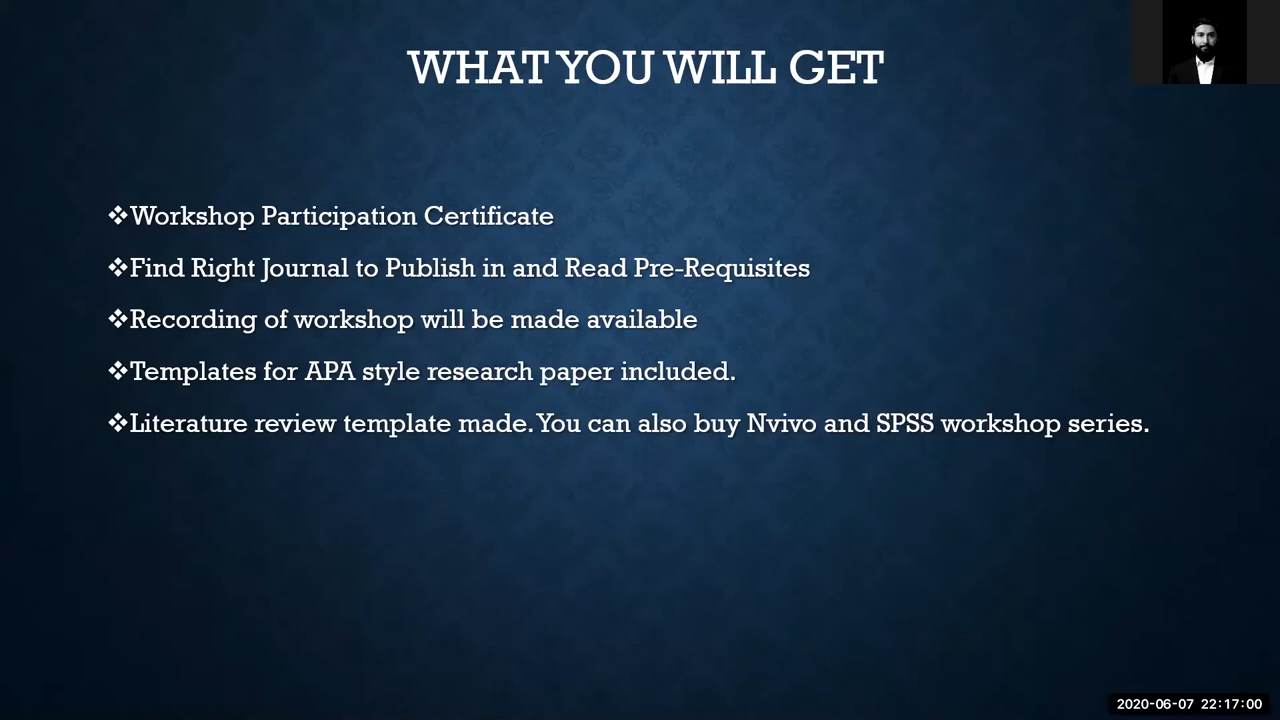 WHAT YOU WILL GET
❖Workshop Participation Certificate
❖Find Right Journal to Publish in and Read Pre-Requisites
❖Recording of workshop will be made available
❖Templates for APA style research paper included.
❖Literature review template made. You can also buy Nvivo and SPSS workshop series.
2020-06-07 22:17:00